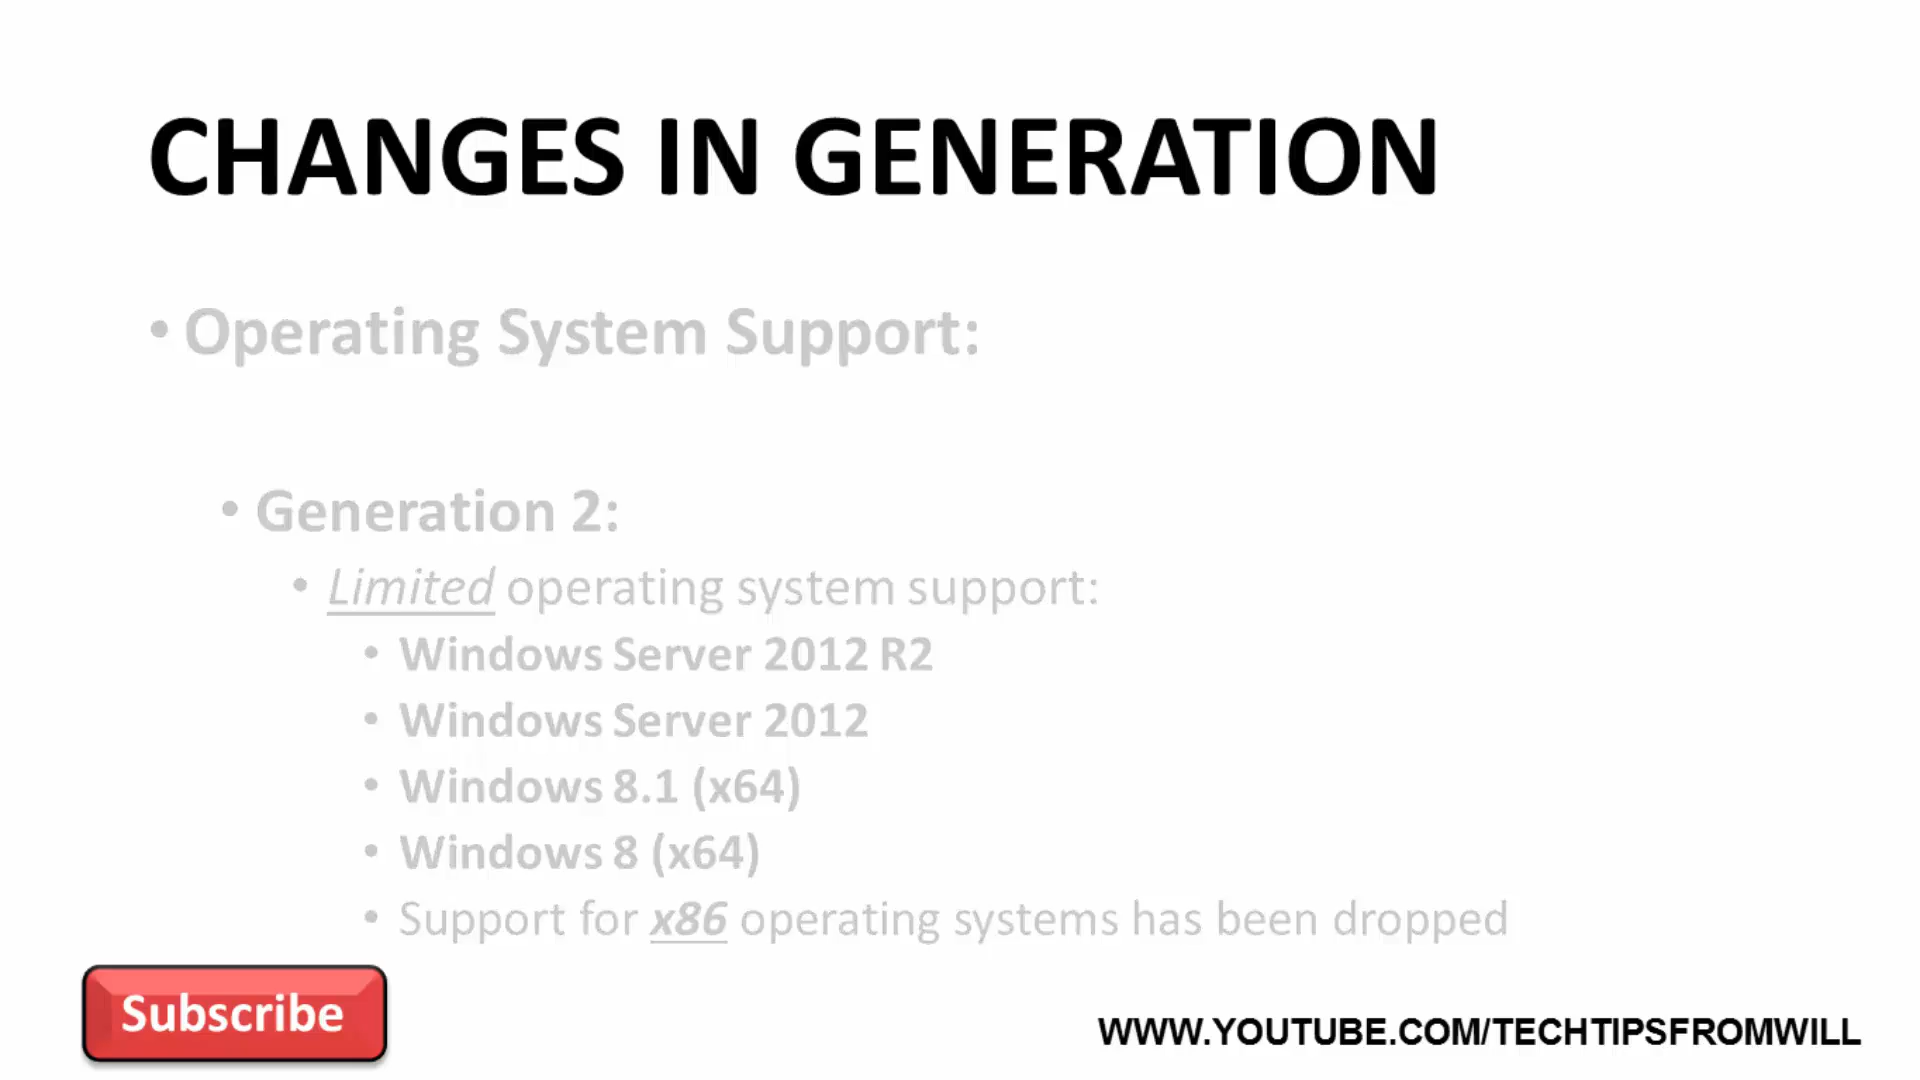 CHANGES IN GENERATION
• Operating System Support:
• Generation 2:
• Limited operating system support:
• Windows Server 2012 R2
• Windows Server 2012
• Windows 8.1 (x64)
• Windows 8 (x64)
• Support for x86 operating systems has been dropped
Subscribe
WWW.YOUTUBE.COM/TECHTIPSFROMWILL